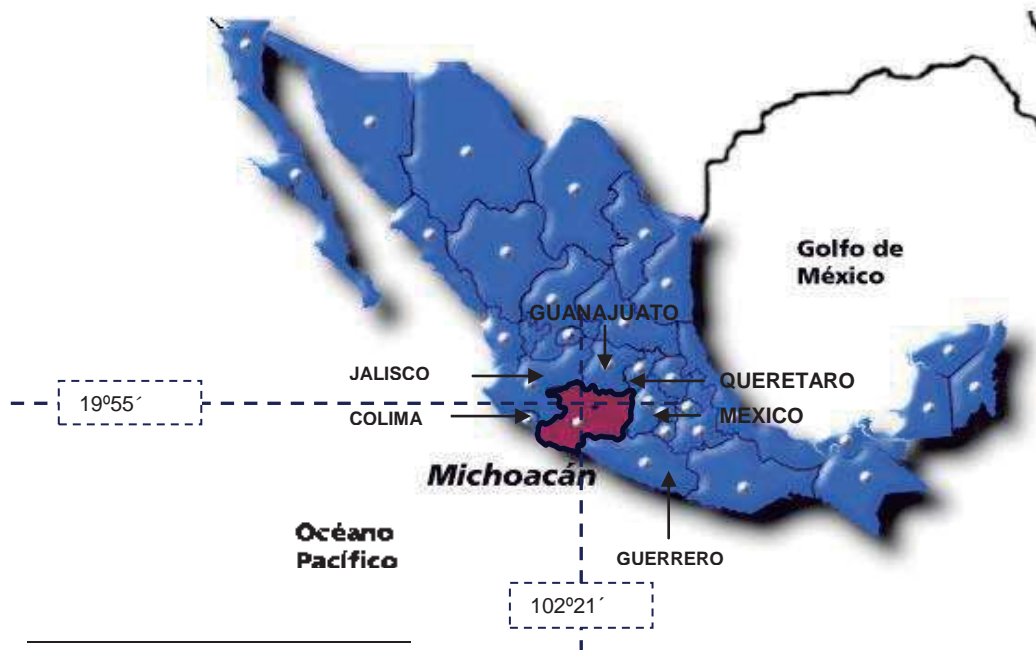 Golfo de
México
GUANAJUATO
JALISCO
QUERETARO
19º55´
COLIMA
MEXICO
Michoacán
Océano
Pacífico
GUERRERO
102º21´